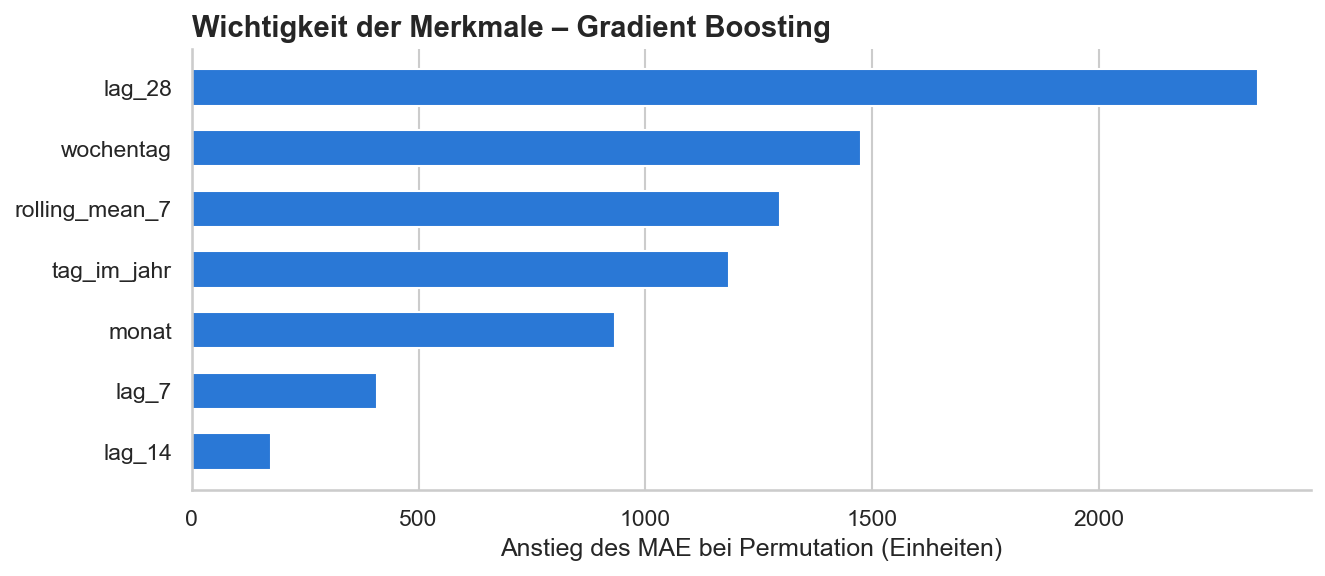 Wichtigkeit der Merkmale – Gradient Boosting
lag_28
wochentag
rolling_mean_7
tag_im_jahr
monat
lag_7
lag_14
0 500 1000 1500 2000
Anstieg des MAE bei Permutation (Einheiten)